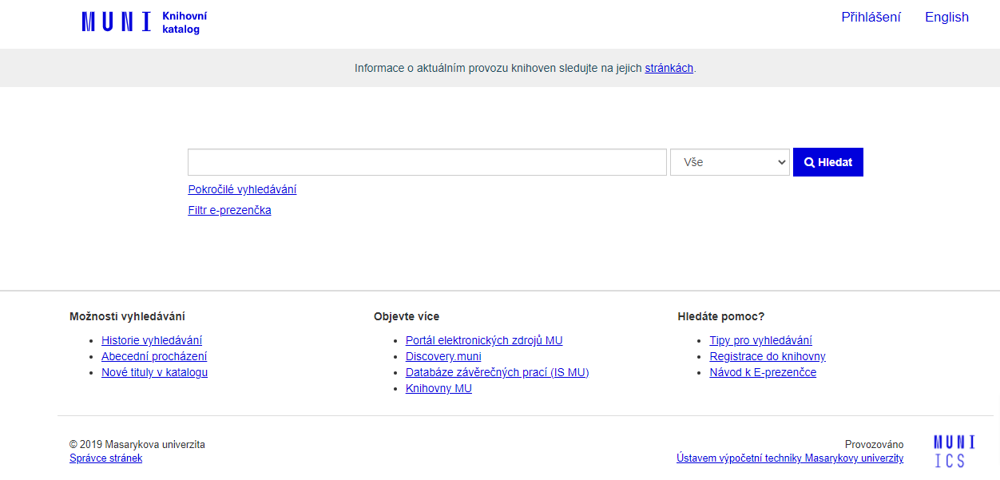 MUNI Knihovní
katalog
Přihlášení English
Informace o aktuálním provozu knihoven sledujte na jejich stránkách.
Vše Hledat
Pokročilé vyhledávání
Filtr e-prezenčka
Možnosti vyhledávání
Historie vyhledávání
Abecední procházení
Nové tituly v katalogu
Objevte více
Portál elektronických zdrojů MU
Discovery.muni
Databáze závěrečných prací (IS MU)
Knihovny MU
Hledáte pomoc?
Tipy pro vyhledávání
Registrace do knihovny
Návod k E-prezenčce
© 2019 Masarykova univerzita
Správce stránek
Provozováno
Ústavem výpočetní techniky Masarykovy univerzity
MUNI
ICS